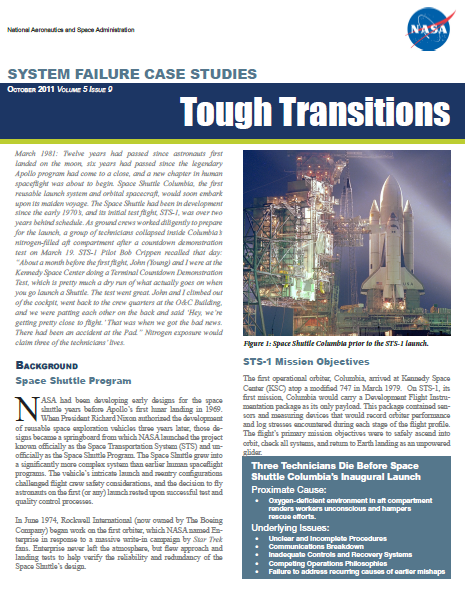 National Aeronautics and Space Administration
NASA
SYSTEM FAILURE CASE STUDIES
OCTOBER 2011 VOLUME 5 ISSUE 9
Tough Transitions
March 1981: Twelve years had passed since astronauts first
landed on the moon, six years had passed since the legendary
Apollo program had come to a close, and a new chapter in human
spaceflight was about to begin. Space Shuttle Columbia, the first
reusable launch system and orbital spacecraft, would soon embark
upon its maiden voyage. The Space Shuttle had been in development
since the early 1970's, and its initial test flight, STS-1, was over two
years behind schedule. As ground crews worked diligently to prepare
for the launch, a group of technicians collapsed inside Columbia's
nitrogen-filled aft compartment after a countdown demonstration
test on March 19. STS-1 Pilot Bob Crippen recalled that day:
"About a month before the first flight, John (Young) and I were at the
Kennedy Space Center doing a Terminal Countdown Demonstration
Test, which is pretty much a dry run of what actually goes on when
you go launch a Shuttle. The test went great. John and I climbed out
of the cockpit, went back to the crew quarters at the O&C Building,
and we were patting each other on the back and said 'Hey, we're
getting pretty close to flight.' That was when we got the bad news.
There had been an accident at the Pad." Nitrogen exposure would
claim three of the technicians' lives.
BACKGROUND
Space Shuttle Program
NASA had been developing early designs for the space
shuttle years before Apollo's first lunar landing in 1969.
When President Richard Nixon authorized the development
of reusable space exploration vehicles three years later, those de-
signs became a springboard from which NASA launched the project
known officially as the Space Transportation System (STS) and un-
officially as the Space Shuttle Program. The Space Shuttle grew into
a significantly more complex system than earlier human spaceflight
programs. The vehicle's intricate launch and reentry configurations
challenged flight crew safety considerations, and the decision to fly
astronauts on the first (or any) launch rested upon successful test and
quality control processes.
In June 1974, Rockwell International (now owned by The Boeing
Company) began work on the first orbiter, which NASA named En-
terprise in response to a massive write-in campaign by Star Trek
fans. Enterprise never left the atmosphere, but flew approach and
landing tests to help verify the reliability and redundancy of the
Space Shuttle's design.
Figure 1: Space Shuttle Columbia prior to the STS-1 launch.
STS-1 Mission Objectives
The first operational orbiter, Columbia, arrived at Kennedy Space
Center (KSC) atop a modified 747 in March 1979. On STS-1, its
first mission, Columbia would carry a Development Flight Instru-
mentation package as its only payload. This package contained sen-
sors and measuring devices that would record orbiter performance
and log stresses encountered during each stage of the flight profile.
The flight's primary mission objectives were to safely ascend into
orbit, check all systems, and return to Earth landing as an unpowered
glider.
Three Technicians Die Before Space
Shuttle Columbia's Inaugural Launch
Proximate Cause:
• Oxygen-deficient environment in aft compartment
renders workers unconscious and hampers
rescue efforts.
Underlying Issues:
• Unclear and Incomplete Procedures
• Communications Breakdown
• Inadequate Controls and Recovery Systems
• Competing Operations Philosophies
• Failure to address recurring causes of earlier mishaps